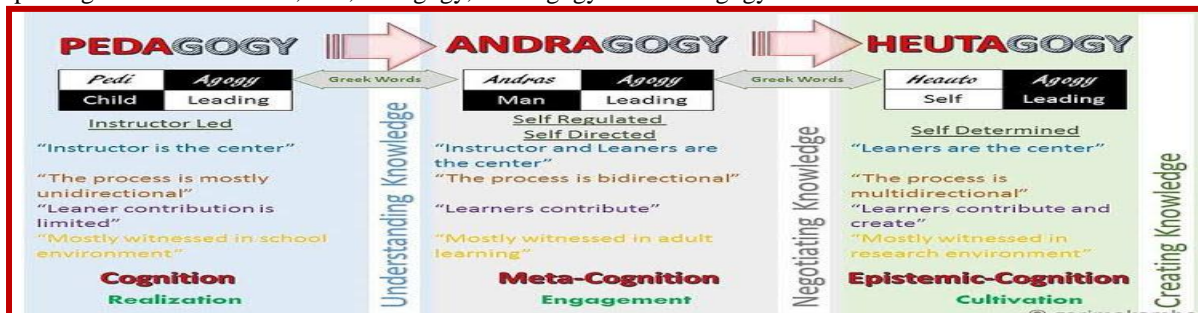 PEDAGOGY
Pedi Agogy
Child Leading
Instructor Led
"Instructor is the center"
"The process is mostly
unidirectional"
"Leaner contribution is
limited"
"Mostly witnessed in school
environment"
Cognition
Realization
Greek Words
Understanding Knowledge
ANDRAGOGY
Andras Agogy
Man Leading
Self Regulated
Self Directed
"Instructor and Leaners are
the center"
"The process is bidirectional"
"Learners contribute"
"Mostly witnessed in adult
learning"
Meta-Cognition
Engagement
Greek Words
Negotiating Knowledge
HEUTAGOGY
Heauto Agogy
Self Leading
Self Determined
"Leaners are the center"
"The process is
multidirectional"
"Learners contribute and
create"
"Mostly witnessed in
research environment"
Epistemic-Cognition
Cultivation
Creating Knowledge